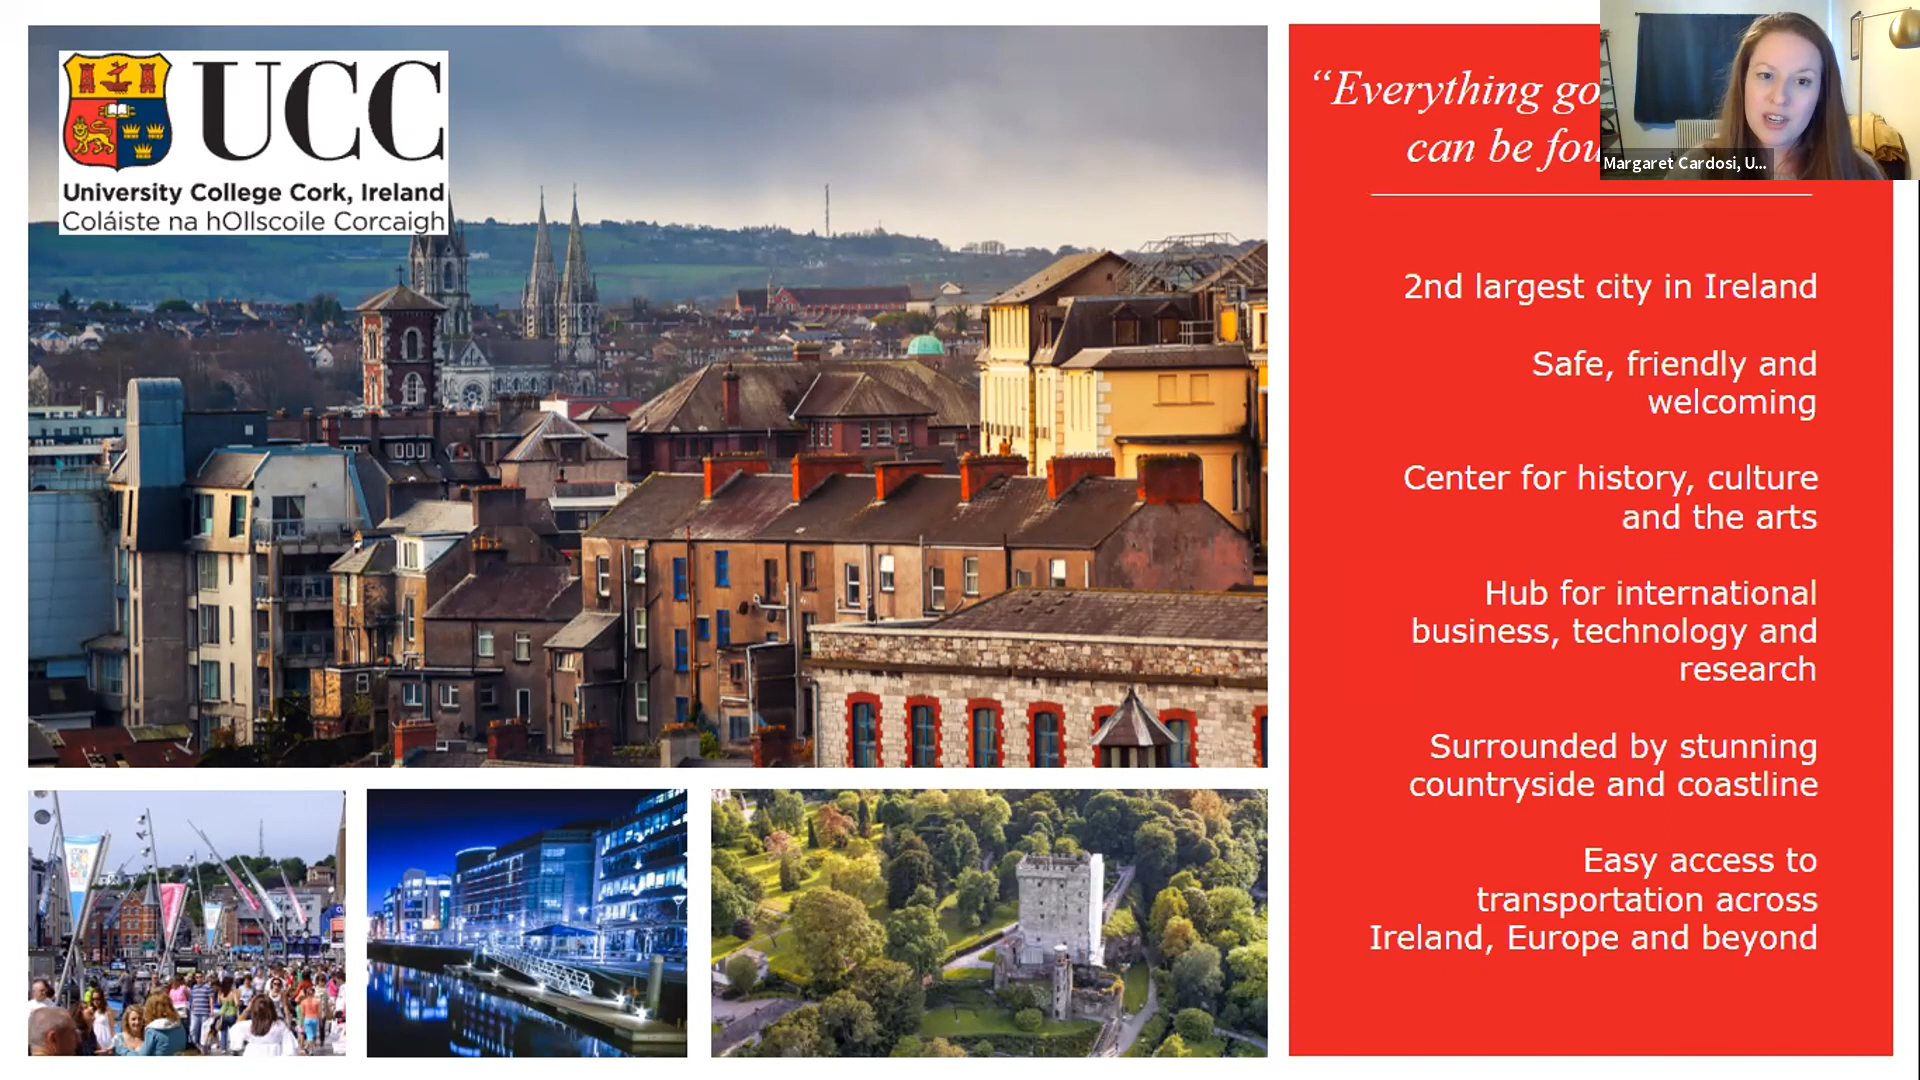 UCC
University College Cork, Ireland
Coláiste na hOllscoile Corcaigh
“Everything
can be
Margaret Cardosi, U...
2nd largest city in Ireland
Safe, friendly and
welcoming
Center for history, culture
and the arts
Hub for international
business, technology and
research
Surrounded by stunning
countryside and coastline
Easy access to
transportation across
Ireland, Europe and beyond